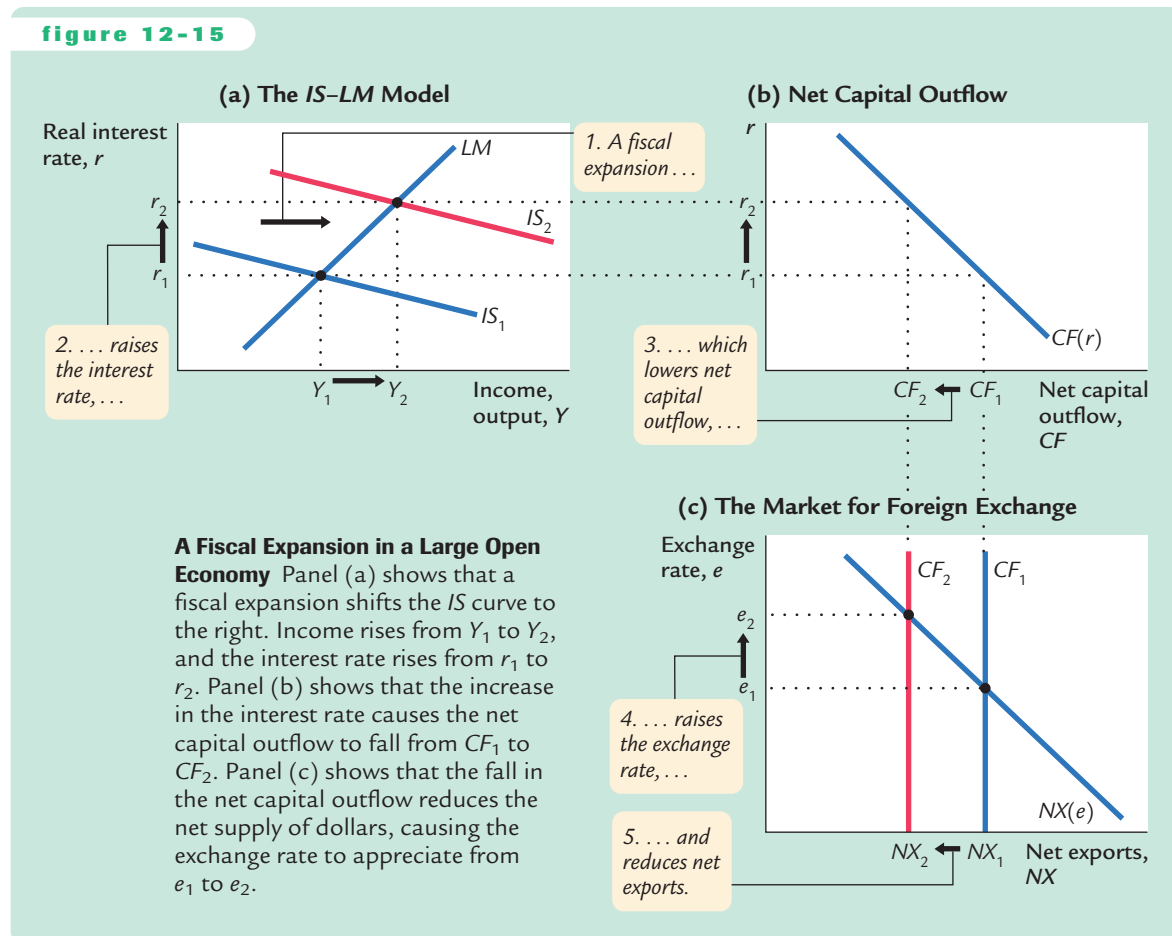 figure 12-15
(a) The IS–LM Model
Real interest
rate, r
LM
1. A fiscal
expansion . . .
r2
IS2
r1
IS1
2. . . . raises
the interest
rate, . . .
Y1
Y2
Income,
output, Y
(b) Net Capital Outflow
r
r2
r1
CF(r)
3. . . . which
lowers net
capital
outflow, . . .
CF2
CF1
Net capital
outflow,
CF
A Fiscal Expansion in a Large Open
Economy Panel (a) shows that a
fiscal expansion shifts the IS curve to
the right. Income rises from Y1 to Y2,
and the interest rate rises from r1 to
r2. Panel (b) shows that the increase
in the interest rate causes the net
capital outflow to fall from CF1 to
CF2. Panel (c) shows that the fall in
the net capital outflow reduces the
net supply of dollars, causing the
exchange rate to appreciate from
e1 to e2.
(c) The Market for Foreign Exchange
Exchange
rate, e
CF2
CF1
e2
e1
4. . . . raises
the exchange
rate, . . .
NX(e)
5. . . . and
reduces net
exports.
NX2
NX1
Net exports,
NX